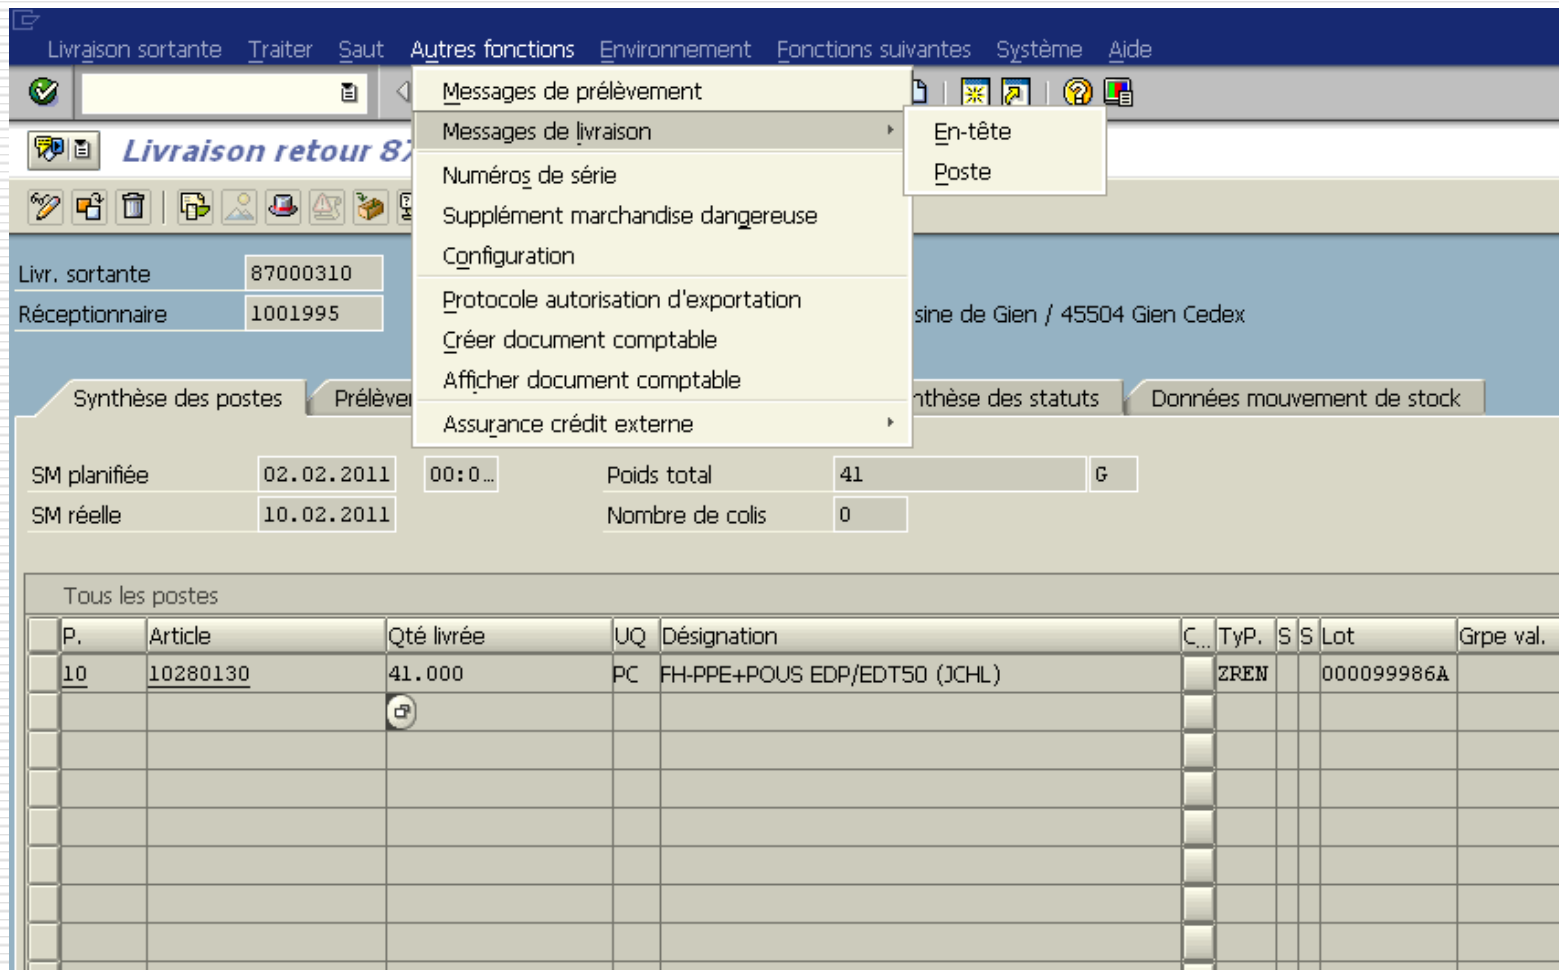 Livraison sortante Traiter Saut Autres fonctions Environnement Fonctions suivantes Système Aide
Messages de prélèvement
Messages de livraison
En-tête
Poste
Livraison retour 87
Numéros de série
Supplément marchandise dangereuse
Configuration
Protocole autorisation d'exportation
Créer document comptable
Afficher document comptable
Assurance crédit externe
Livr. sortante 87000310
Réceptionnaire 1001995 sine de Gien / 45504 Gien Cedex
Synthèse des postes Prélève nthèse des statuts Données mouvement de stock
SM planifiée 02.02.2011 00:0... Poids total 41 G
SM réelle 10.02.2011 Nombre de colis 0
Tous les postes
P. Article Qté livrée UQ Désignation C... TyP. S S Lot Grpe val.
10 10280130 41.000 PC FH-PPE+POUS EDP/EDT50 (JCHL) ZREN 000099986A